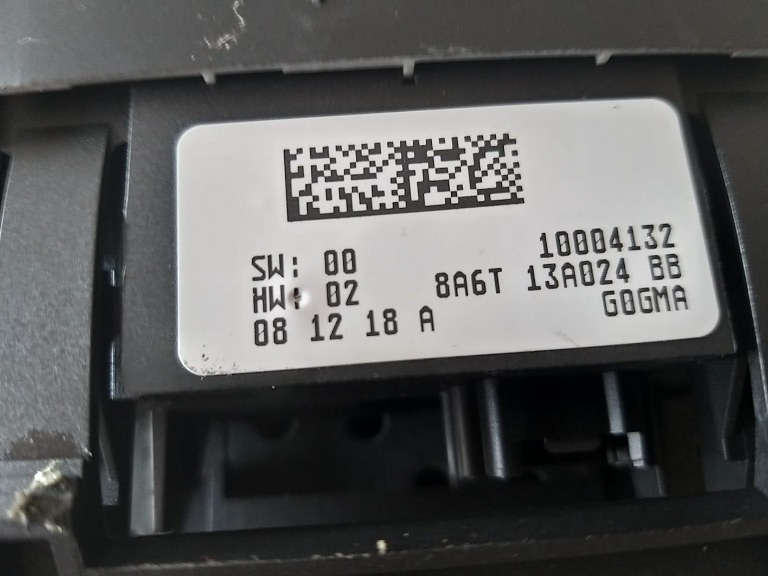 10004132
SW: 00
8A6T 13A024 BB
HW: 02
G0GMA
08 12 18 A